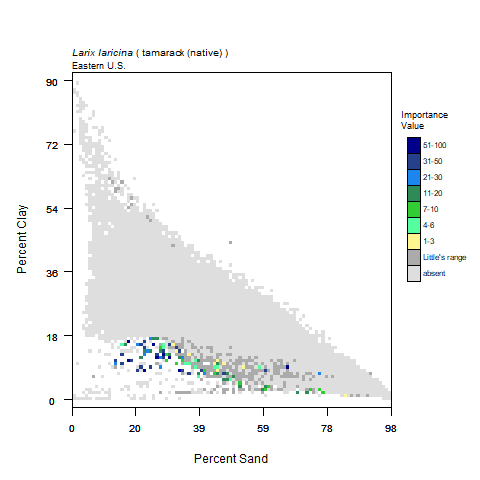 Larix laricina ( tamarack (native) )
Eastern U.S.
Importance
Value
51-100
31-50
21-30
11-20
7-10
4-6
1-3
Little's range
absent
90
72
54
36
18
0
Percent Clay
0
20
39
59
78
98
Percent Sand